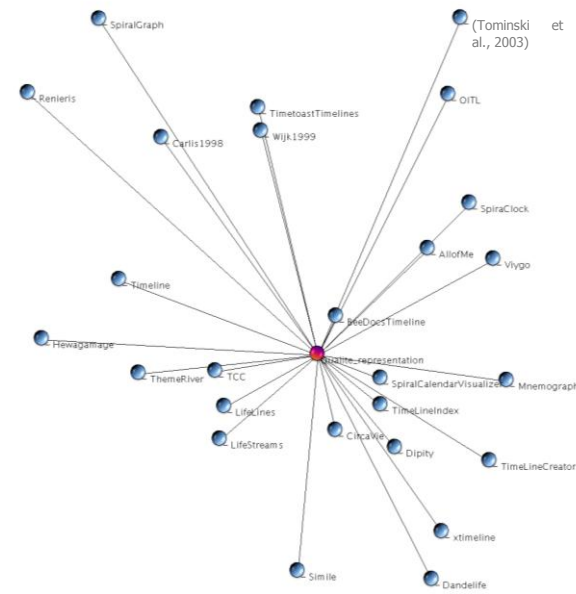 SpiralGraph
(Tominski et
al., 2003)
Renieris
OITL
TimetoastTimelines
Wijk1999
Carlis1998
SpiraClock
AllofMe
Viygo
Timeline
BeeDocsTimeline
Hewagamage
Qualite_representation
ThemeRiver
TCC
SpiralCalendarVisualizer
Mnemograph
LifeLines
TimeLineIndex
LifeStreams
CircaVie
Dipity
TimeLineCreator
xtimeline
Simile
Dandelife